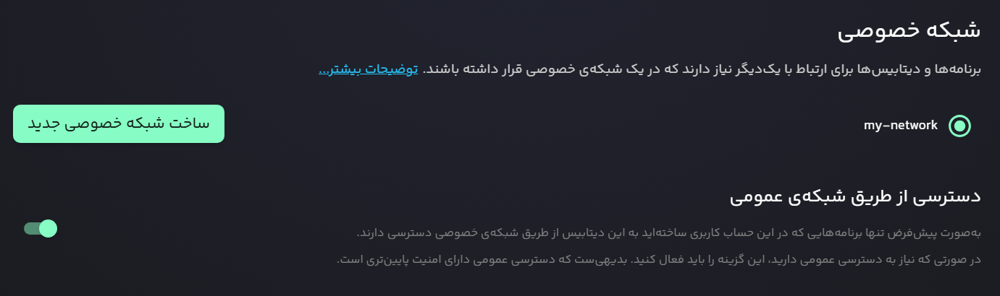 شبکه خصوصی
برنامه‌ها و دیتابیس‌ها برای ارتباط با یک‌دیگر نیاز دارند که در یک شبکه‌ی خصوصی قرار داشته باشند. توضیحات بیشتر...
my-network
ساخت شبکه خصوصی جدید
دسترسی از طریق شبکه‌ی عمومی
به‌صورت پیش‌فرض تنها برنامه‌هایی که در این حساب کاربری ساخته‌اید به این دیتابیس از طریق شبکه‌ی خصوصی دسترسی دارند.
در صورتی که نیاز به دسترسی عمومی دارید، این گزینه را باید فعال کنید. بدیهی‌ست که دسترسی عمومی دارای امنیت پایین‌تری است.